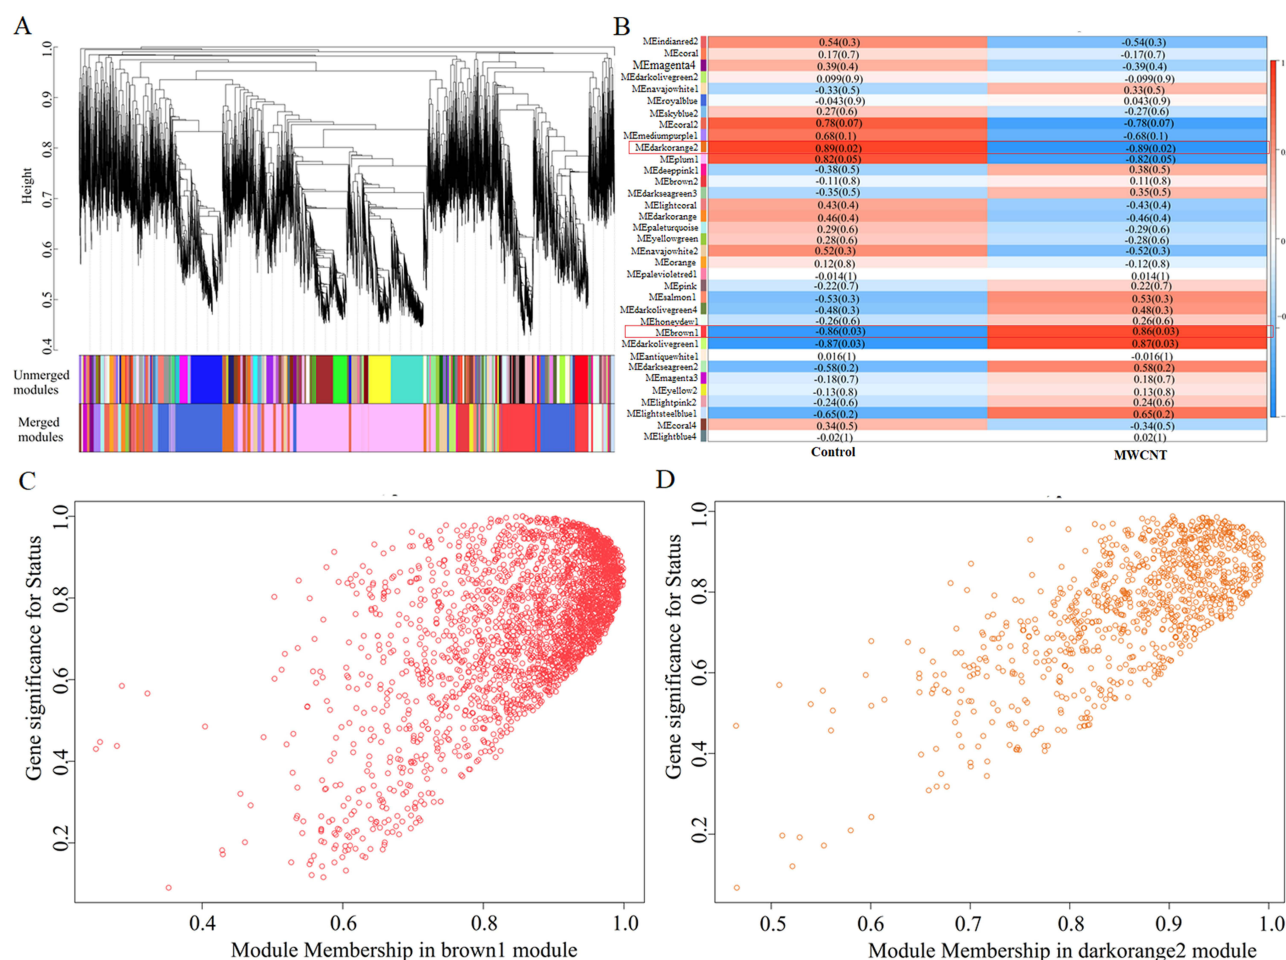 A
B
1.0
0.9
0.8
0.7
0.6
0.5
0.4
Height
Unmerged
modules
Merged
modules
MEindianred2 0.54(0.3) -0.54(0.3)
MEcoral 0.17(0.7) -0.17(0.7)
MEmagenta4 0.39(0.4) -0.39(0.4)
MEdarkolivegreen2 0.099(0.9) -0.099(0.9)
MEnavajowhite1 -0.33(0.5) 0.33(0.5)
MEroyalblue -0.043(0.9) 0.043(0.9)
MEskyblue2 0.27(0.6) -0.27(0.6)
MEcoral2 0.78(0.07) -0.78(0.07)
MEmediumpurple1 0.68(0.1) -0.68(0.1)
MEdarkorange2 0.89(0.02) -0.89(0.02)
MEplum1 0.82(0.05) -0.82(0.05)
MEdeeppink1 -0.38(0.5) 0.38(0.5)
MEbrown2 -0.11(0.8) 0.11(0.8)
MEdarkseagreen3 -0.35(0.5) 0.35(0.5)
MElightcoral 0.43(0.4) -0.43(0.4)
MEdarkorange 0.46(0.4) -0.46(0.4)
MEpaleturquoise 0.29(0.6) -0.29(0.6)
MEyellowgreen 0.28(0.6) -0.28(0.6)
MEnavajowhite2 0.52(0.3) -0.52(0.3)
MEorange 0.12(0.8) -0.12(0.8)
MEpalevioletred1 -0.014(1) 0.014(1)
MEpink -0.22(0.7) 0.22(0.7)
MEsalmon1 -0.53(0.3) 0.53(0.3)
MEdarkolivegreen4 -0.48(0.3) 0.48(0.3)
MEhoneydew1 -0.26(0.6) 0.26(0.6)
MEbrown1 -0.86(0.03) 0.86(0.03)
MEdarkolivegreen1 -0.87(0.03) 0.87(0.03)
MEantiquewhite1 0.016(1) -0.016(1)
MEdarkseagreen2 -0.58(0.2) 0.58(0.2)
MEmagenta3 -0.18(0.7) 0.18(0.7)
MEyellow2 -0.13(0.8) 0.13(0.8)
MElightpink2 -0.24(0.6) 0.24(0.6)
MElightsteelblue1 -0.65(0.2) 0.65(0.2)
MEcoral4 0.34(0.5) -0.34(0.5)
MElightblue4 -0.02(1) 0.02(1)
Control MWCNT
C
1.0
0.8
0.6
0.4
0.2
Gene significance for Status
0.4 0.6 0.8 1.0
Module Membership in brown1 module
D
1.0
0.8
0.6
0.4
0.2
Gene significance for Status
0.5 0.6 0.7 0.8 0.9 1.0
Module Membership in darkorange2 module